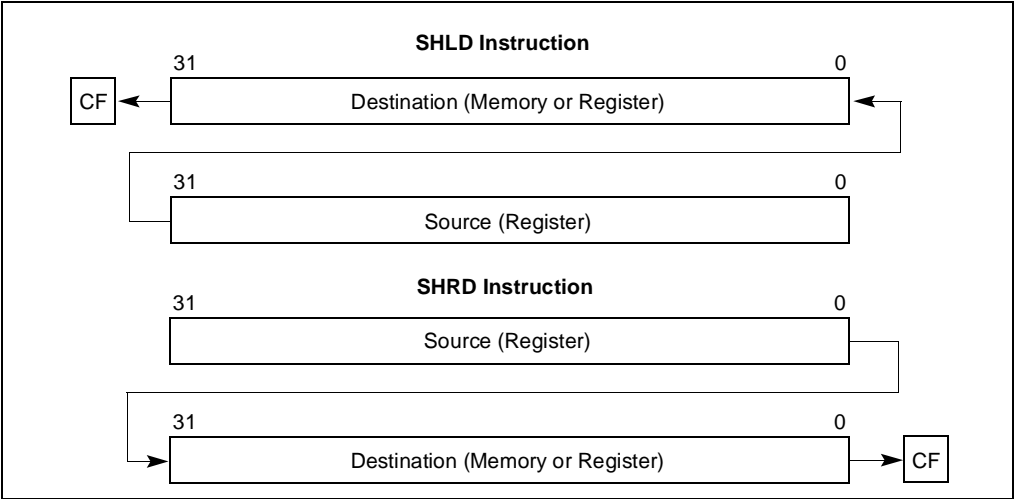 SHLD Instruction
31 0
CF Destination (Memory or Register)
31 0
Source (Register)
SHRD Instruction
31 0
Source (Register)
31 0
Destination (Memory or Register) CF